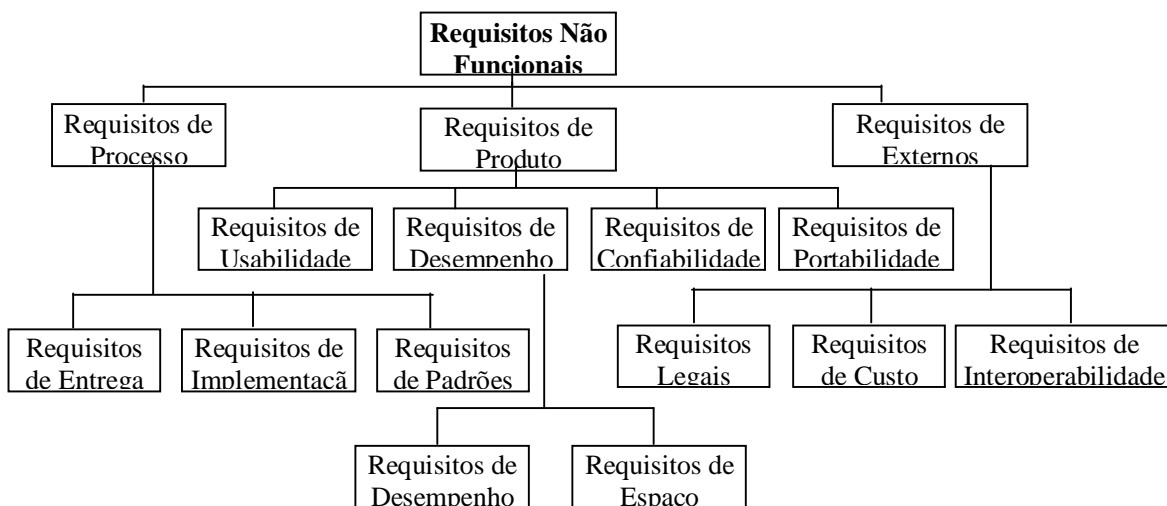 Requisitos Não
Funcionais
Requisitos de
Processo
Requisitos de
Produto
Requisitos de
Externos
Requisitos de
Usabilidade
Requisitos de
Desempenho
Requisitos de
Confiabilidade
Requisitos de
Portabilidade
Requisitos
de Entrega
Requisitos de
Implementaçã
Requisitos
de Padrões
Requisitos
Legais
Requisitos
de Custo
Requisitos de
Interoperabilidade
Requisitos de
Desempenho
Requisitos de
Espaço